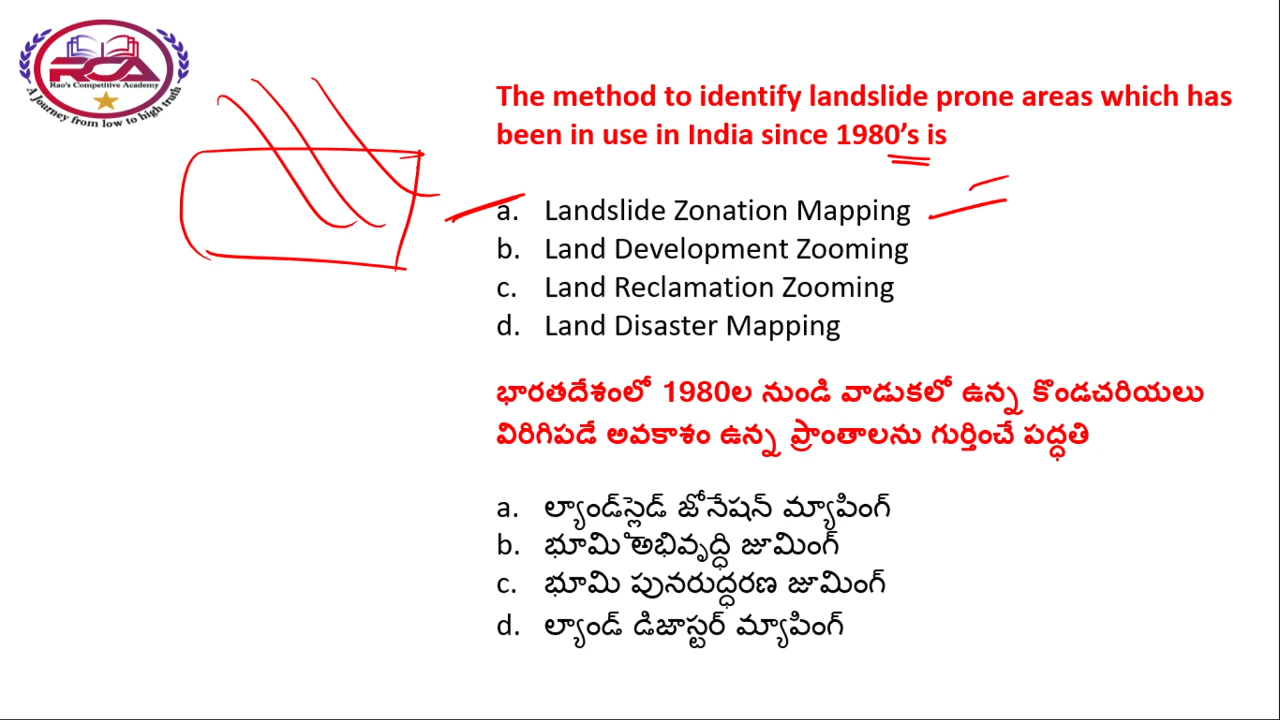 RCA
Rao's Competitive Academy
A Journey from low to high truth
The method to identify landslide prone areas which has
been in use in India since 1980's is
a. Landslide Zonation Mapping
b. Land Development Zooming
c. Land Reclamation Zooming
d. Land Disaster Mapping
భారతదేశంలో 1980ల నుండి వాడుకలో ఉన్న కొండచరియలు
విరిగిపడే అవకాశం ఉన్న ప్రాంతాలను గుర్తించే పద్ధతి
a. ల్యాండ్‌స్లైడ్ జోనేషన్ మ్యాపింగ్
b. భూమి అభివృద్ధి జూమింగ్
c. భూమి పునరుద్ధరణ జూమింగ్
d. ల్యాండ్ డిజాస్టర్ మ్యాపింగ్